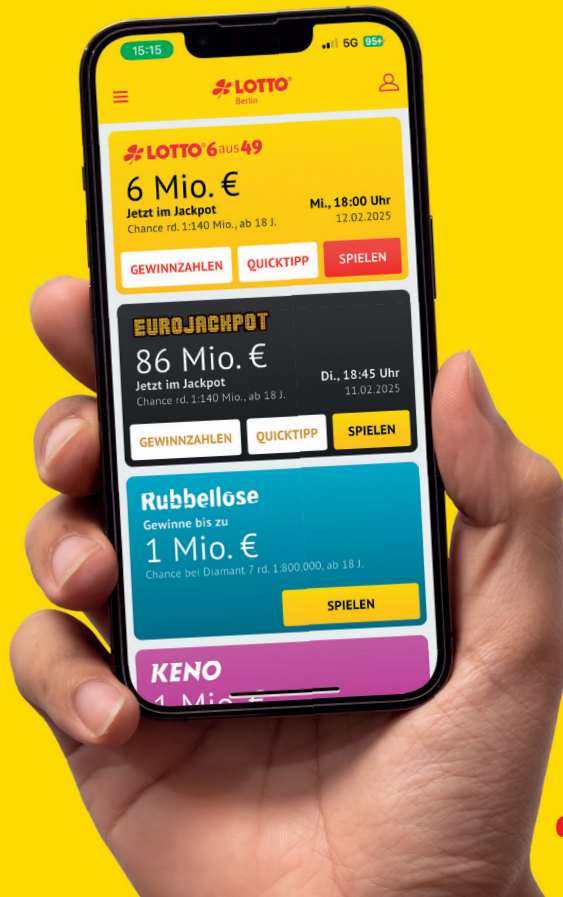 15:15
5G 95+
LOTTO®
Berlin
LOTTO® 6aus49
6 Mio. €
Jetzt im Jackpot
Mi., 18:00 Uhr
Chance rd. 1:140 Mio., ab 18 J.
12.02.2025
GEWINNZAHLEN QUICKTIPP SPIELEN
EUROJACKPOT
86 Mio. €
Jetzt im Jackpot
Di., 18:45 Uhr
Chance rd. 1:140 Mio., ab 18 J.
11.02.2025
GEWINNZAHLEN QUICKTIPP SPIELEN
Rubbellose
Gewinne bis zu
1 Mio. €
Chance bei Diamant 7 rd. 1:800.000, ab 18 J.
SPIELEN
KENO
1 Mio. €